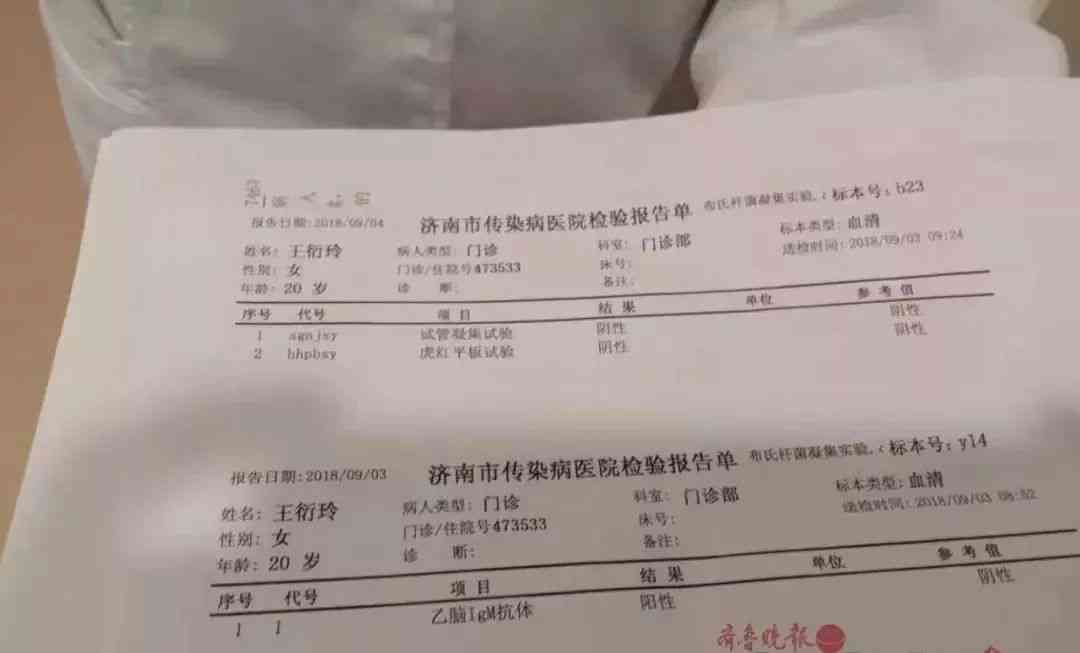 济南市传染病医院检验报告单 布氏杆菌凝集实验,( 标本号:b23
报告日期:2018/09/04
标本类型:血清
姓名:王衍玲 病人类型:门诊 科室:门诊部 送检时间:2018/09/03 09:24
性别:女 门诊/住院号473533 床号:
年龄:20 岁 诊 断: 备注:
序号 代号 项目 结果 单位 参考值
1 sgnjsy 试管凝集试验 阴性 阴性
2 hhpbsy 虎红平板试验 阴性 阴性
报告日期:2018/09/03 济南市传染病医院检验报告单 布氏杆菌凝集实验,( 标本号:y14
标本类型:血清
姓名:王衍玲 病人类型:门诊 科室:门诊部 送检时间:2018/09/03 08:52
性别:女 门诊/住院号473533 床号:
年龄:20 岁 诊 断: 备注:
序号 代号 项目 结果 单位 参考值
1 1 乙脑IgM抗体 阳性 阴性
齐鲁晚报